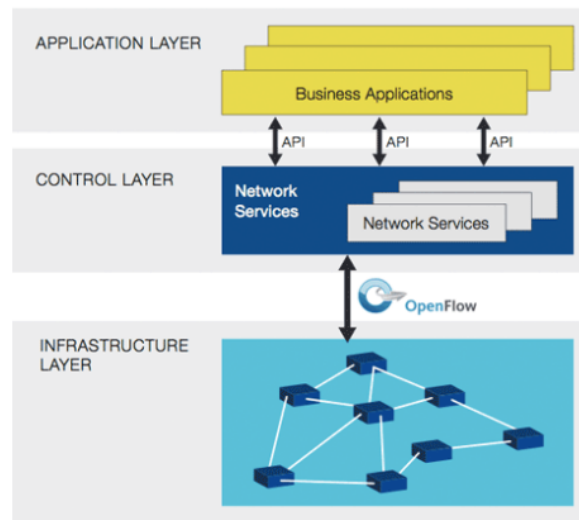 APPLICATION LAYER
Business Applications
API
API
API
CONTROL LAYER
Network
Services
Network Services
OpenFlow
INFRASTRUCTURE
LAYER